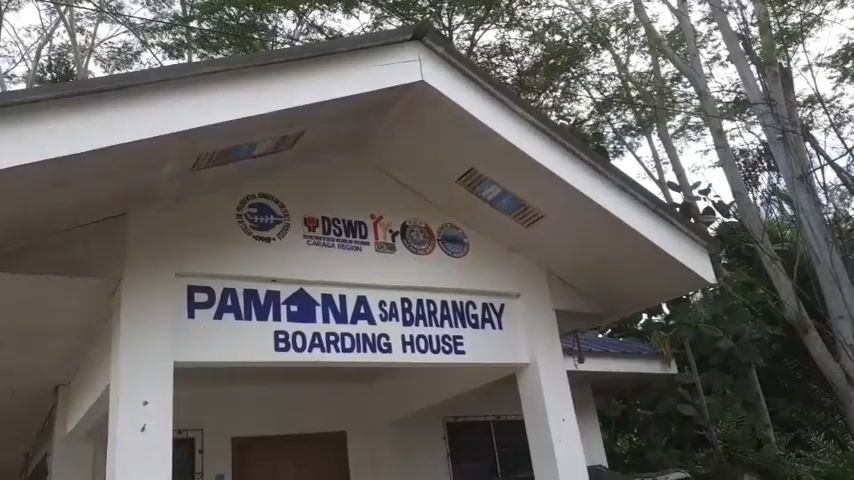 DSWD
CARAGA REGION
PAMANA SA BARANGAY
BOARDING HOUSE